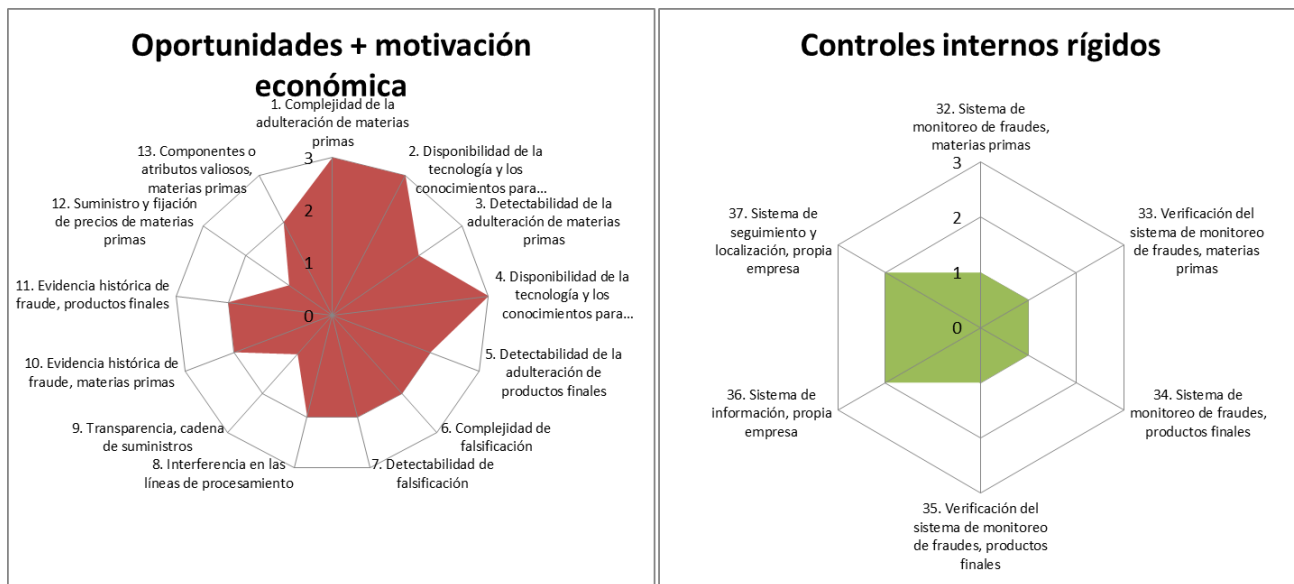 Oportunidades + motivación
económica
1. Complejidad de la
adulteración de materias
primas
2. Disponibilidad de la
tecnología y los
conocimientos para…
3. Detectabilidad de la
adulteración de materias
primas
4. Disponibilidad de la
tecnología y los
conocimientos para…
5. Detectabilidad de la
adulteración de
productos finales
6. Complejidad de
falsificación
7. Detectabilidad de
falsificación
8. Interferencia en las
líneas de procesamiento
9. Transparencia, cadena
de suministros
10. Evidencia histórica de
fraude, materias primas
11. Evidencia histórica de
fraude, productos finales
12. Suministro y fijación
de precios de materias
primas
13. Componentes o
atributos valiosos,
materias primas
3
2
1
0
Controles internos rígidos
32. Sistema de
monitoreo de fraudes,
materias primas
33. Verificación del
sistema de monitoreo
de fraudes, materias
primas
34. Sistema de
monitoreo de fraudes,
productos finales
35. Verificación del
sistema de monitoreo
de fraudes, productos
finales
36. Sistema de
información, propia
empresa
37. Sistema de
seguimiento y
localización, propia
empresa
3
2
1
0